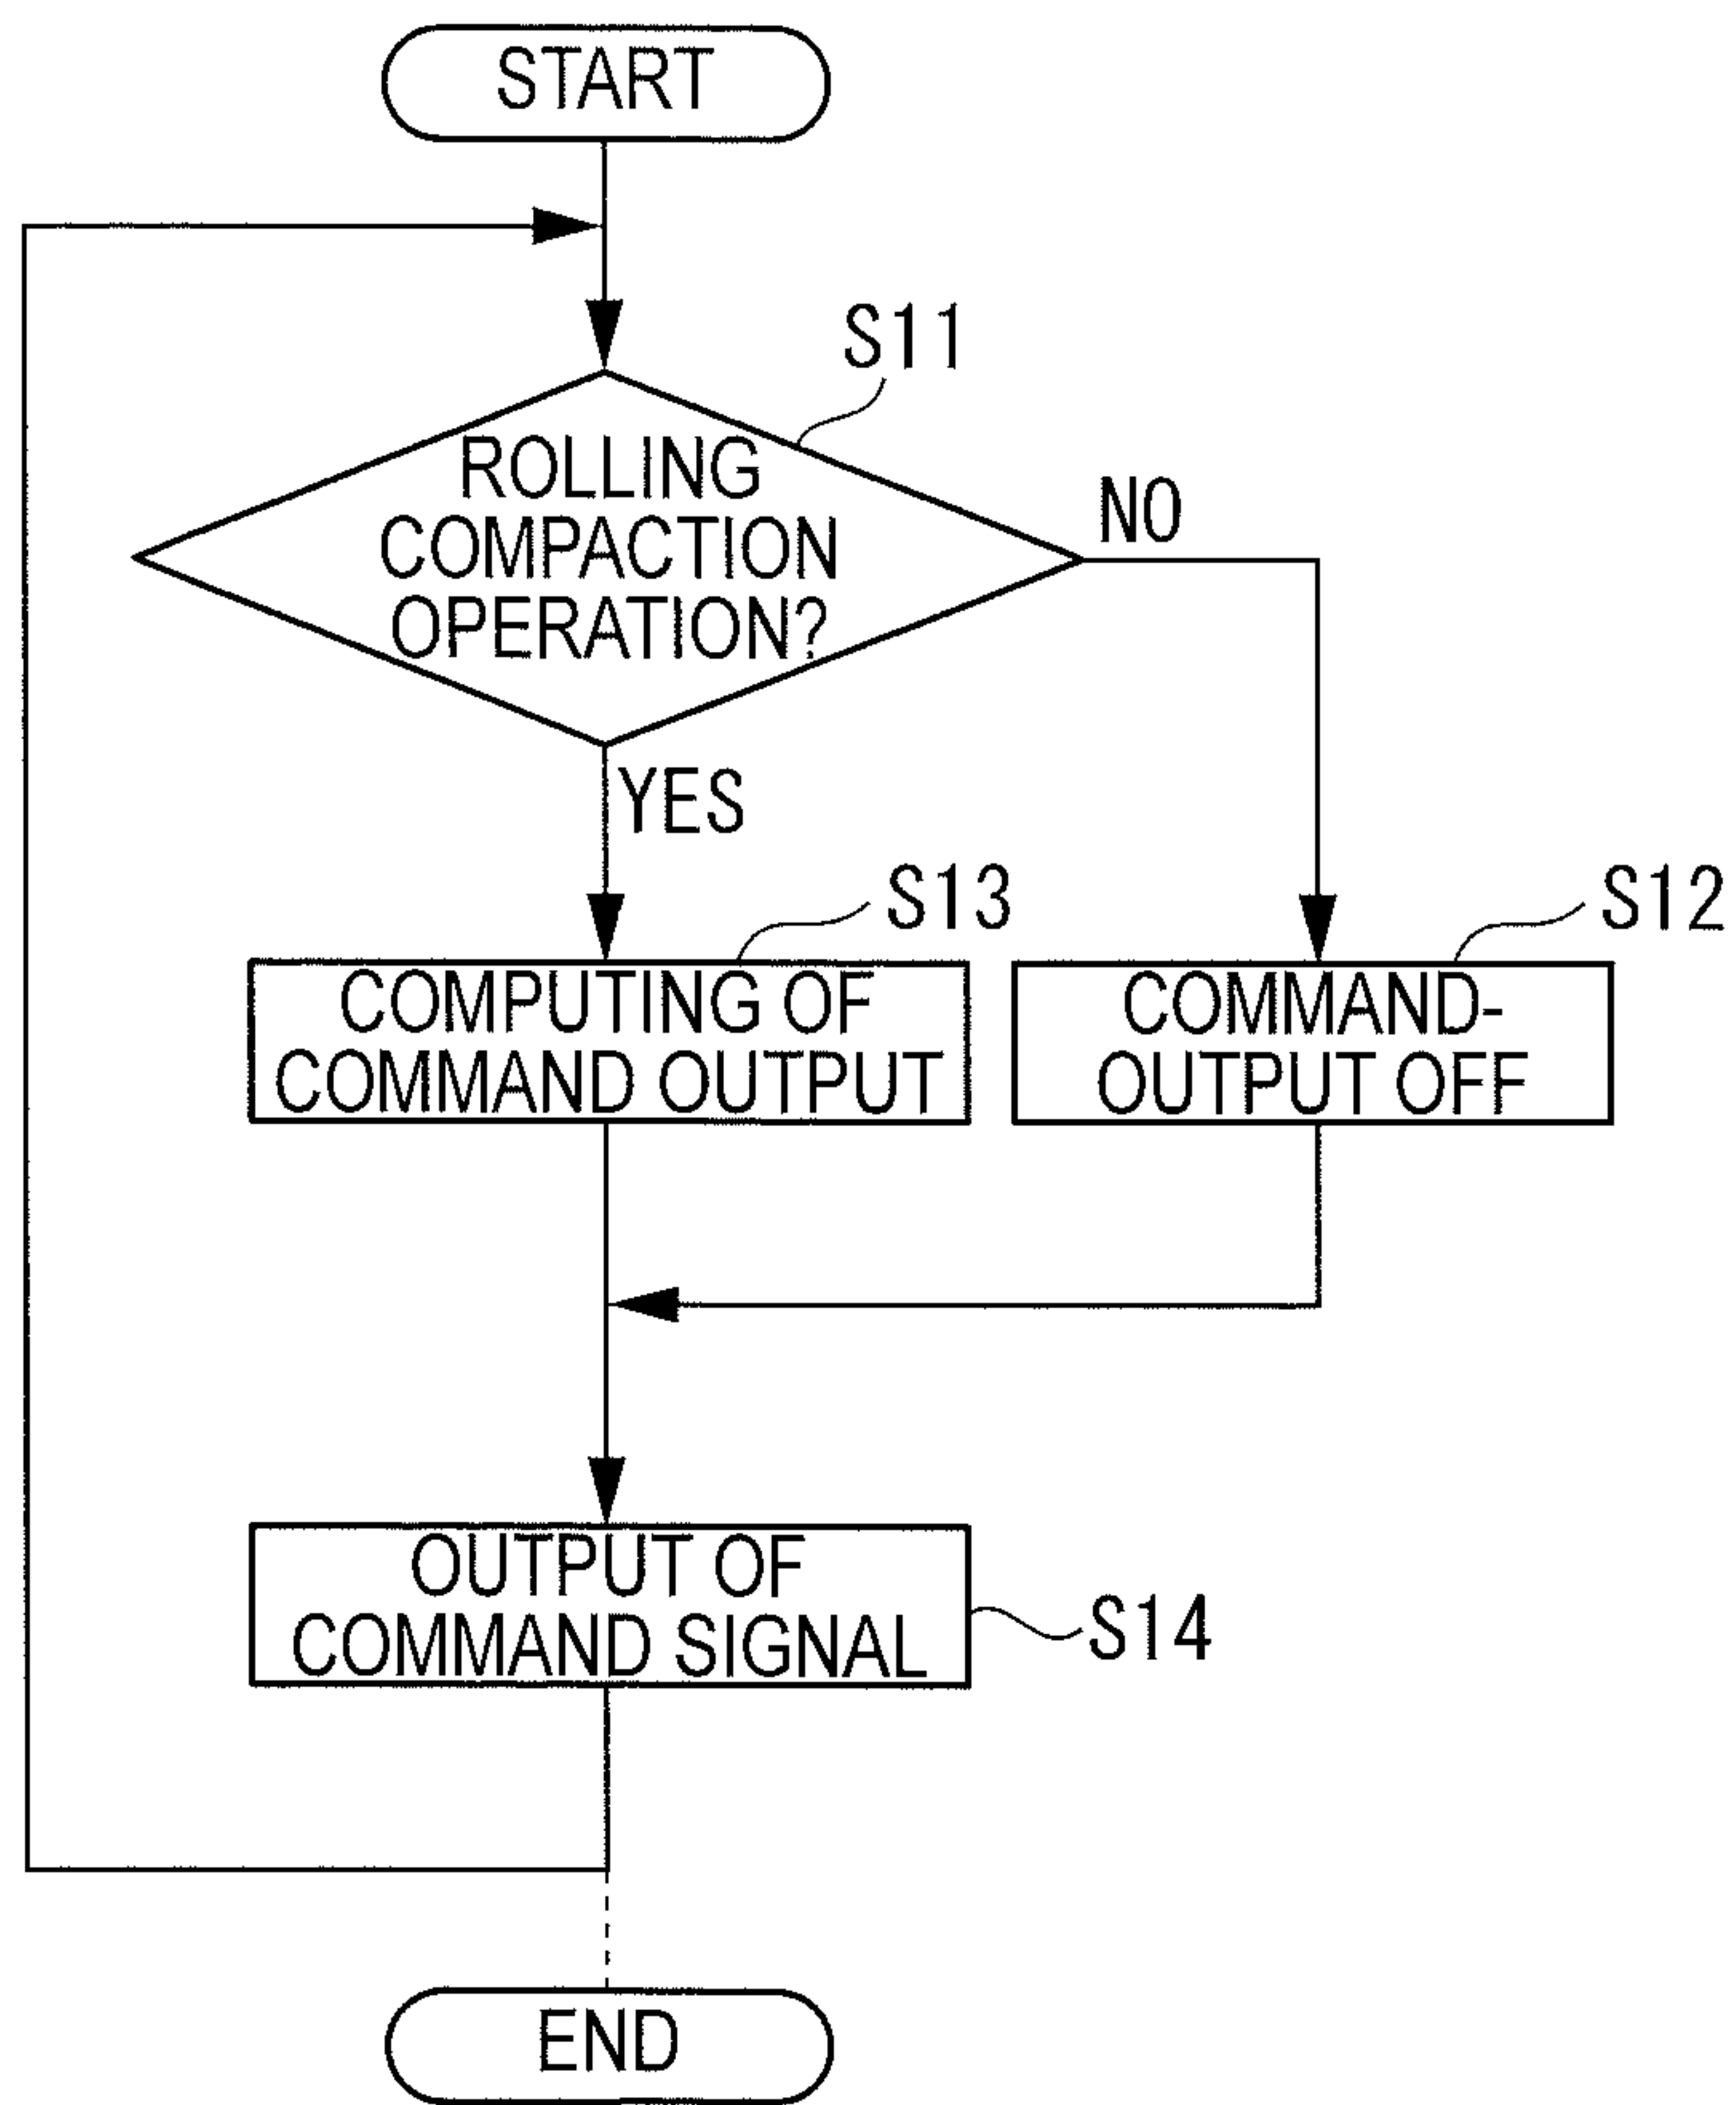 START
S11
ROLLING
COMPACTION
OPERATION?
NO
YES
S13
S12
COMPUTING OF
COMMAND OUTPUT
COMMAND-
OUTPUT OFF
OUTPUT OF
COMMAND SIGNAL
S14
END